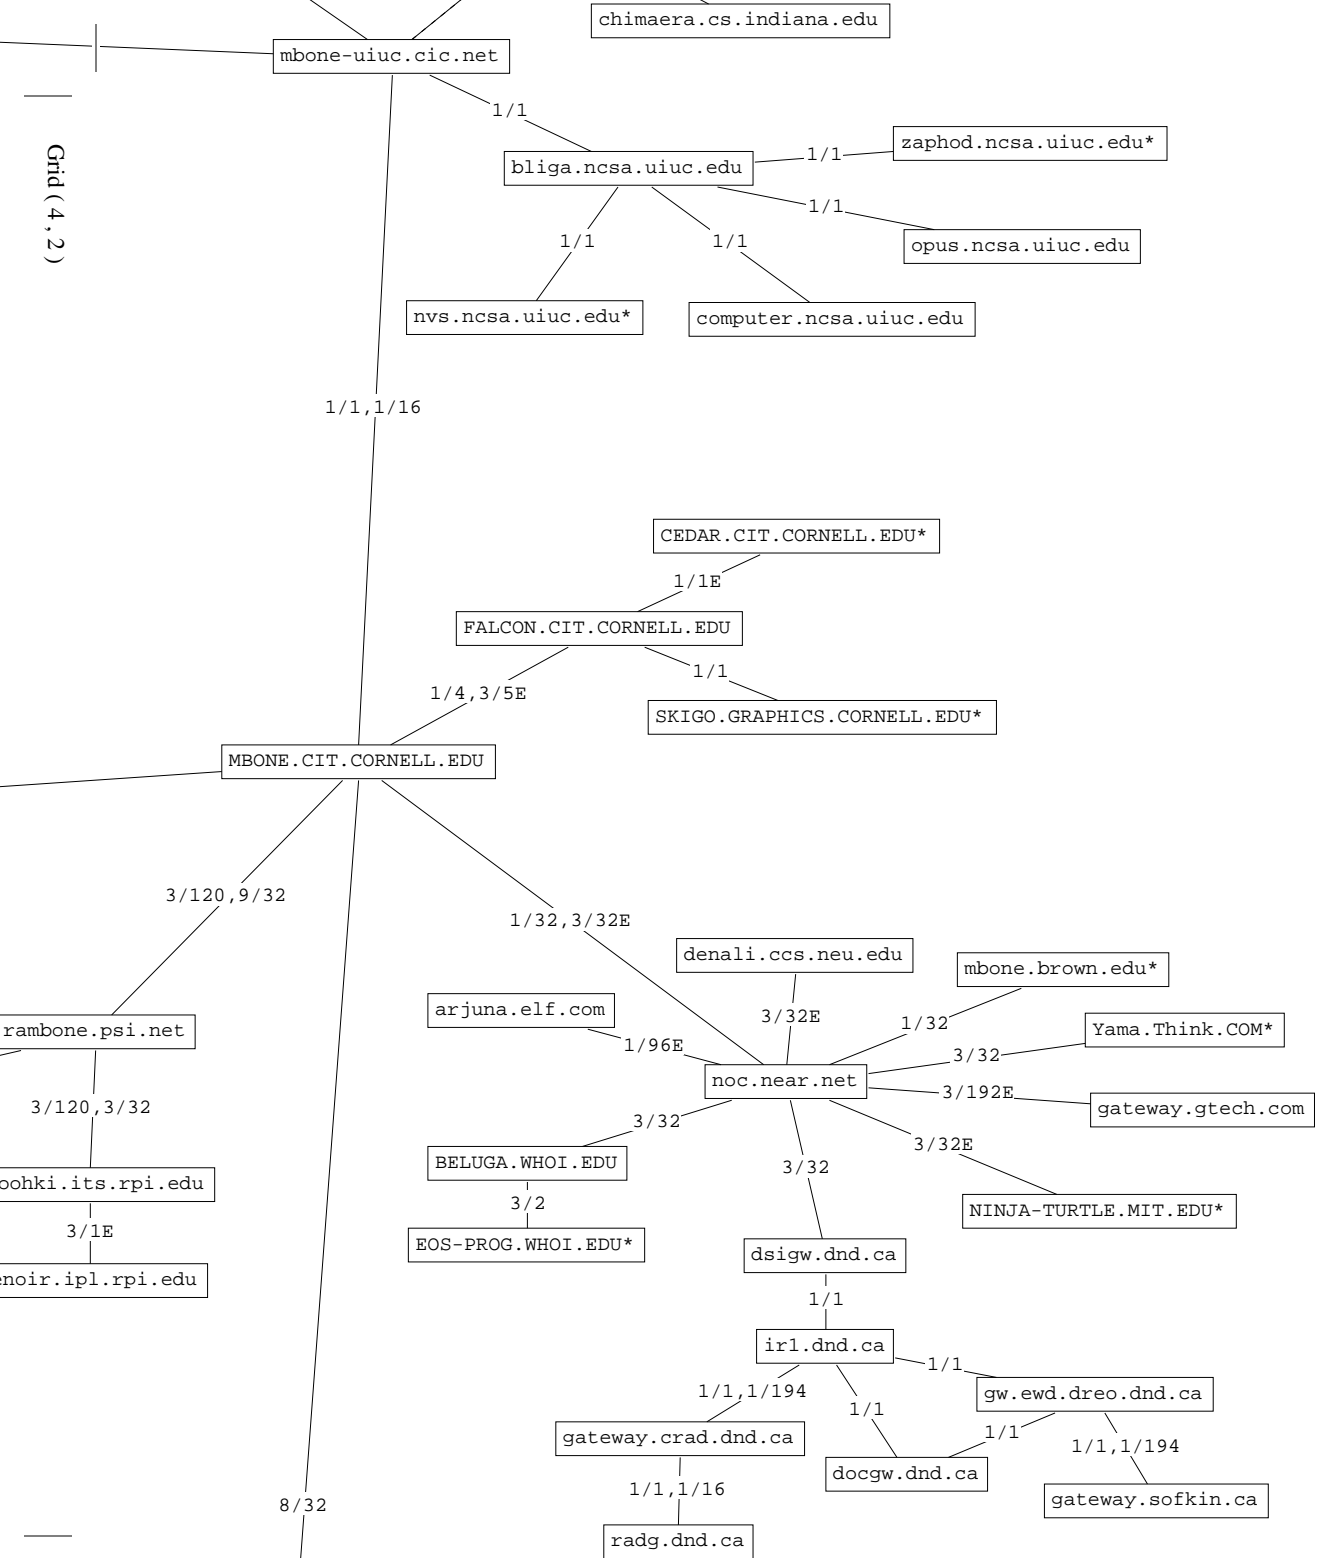 chimaera.cs.indiana.edu
mbone-uiuc.cic.net
1/1
zaphod.ncsa.uiuc.edu*
1/1
bliga.ncsa.uiuc.edu
Grid ( 4 , 2 )
1/1
1/1
1/1
opus.ncsa.uiuc.edu
nvs.ncsa.uiuc.edu*
computer.ncsa.uiuc.edu
1/1,1/16
CEDAR.CIT.CORNELL.EDU*
1/1E
FALCON.CIT.CORNELL.EDU
1/1
1/4,3/5E
SKIGO.GRAPHICS.CORNELL.EDU*
MBONE.CIT.CORNELL.EDU
3/120,9/32
1/32,3/32E
denali.ccs.neu.edu
mbone.brown.edu*
arjuna.elf.com
3/32E
1/32
rambone.psi.net
Yama.Think.COM*
1/96E
3/32
noc.near.net
3/192E
3/120,3/32
gateway.gtech.com
3/32
3/32E
BELUGA.WHOI.EDU
3/32
oohki.its.rpi.edu
3/2
NINJA-TURTLE.MIT.EDU*
3/1E
EOS-PROG.WHOI.EDU*
dsigw.dnd.ca
enoir.ipl.rpi.edu
1/1
ir1.dnd.ca
1/1
1/1,1/194
gw.ewd.dreo.dnd.ca
1/1
1/1
gateway.crad.dnd.ca
1/1,1/194
docgw.dnd.ca
1/1,1/16
gateway.sofkin.ca
8/32
radg.dnd.ca